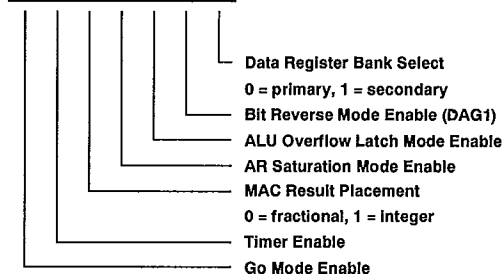 Data Register Bank Select
0 = primary, 1 = secondary
Bit Reverse Mode Enable (DAG1)
ALU Overflow Latch Mode Enable
AR Saturation Mode Enable
MAC Result Placement
0 = fractional, 1 = integer
Timer Enable
Go Mode Enable